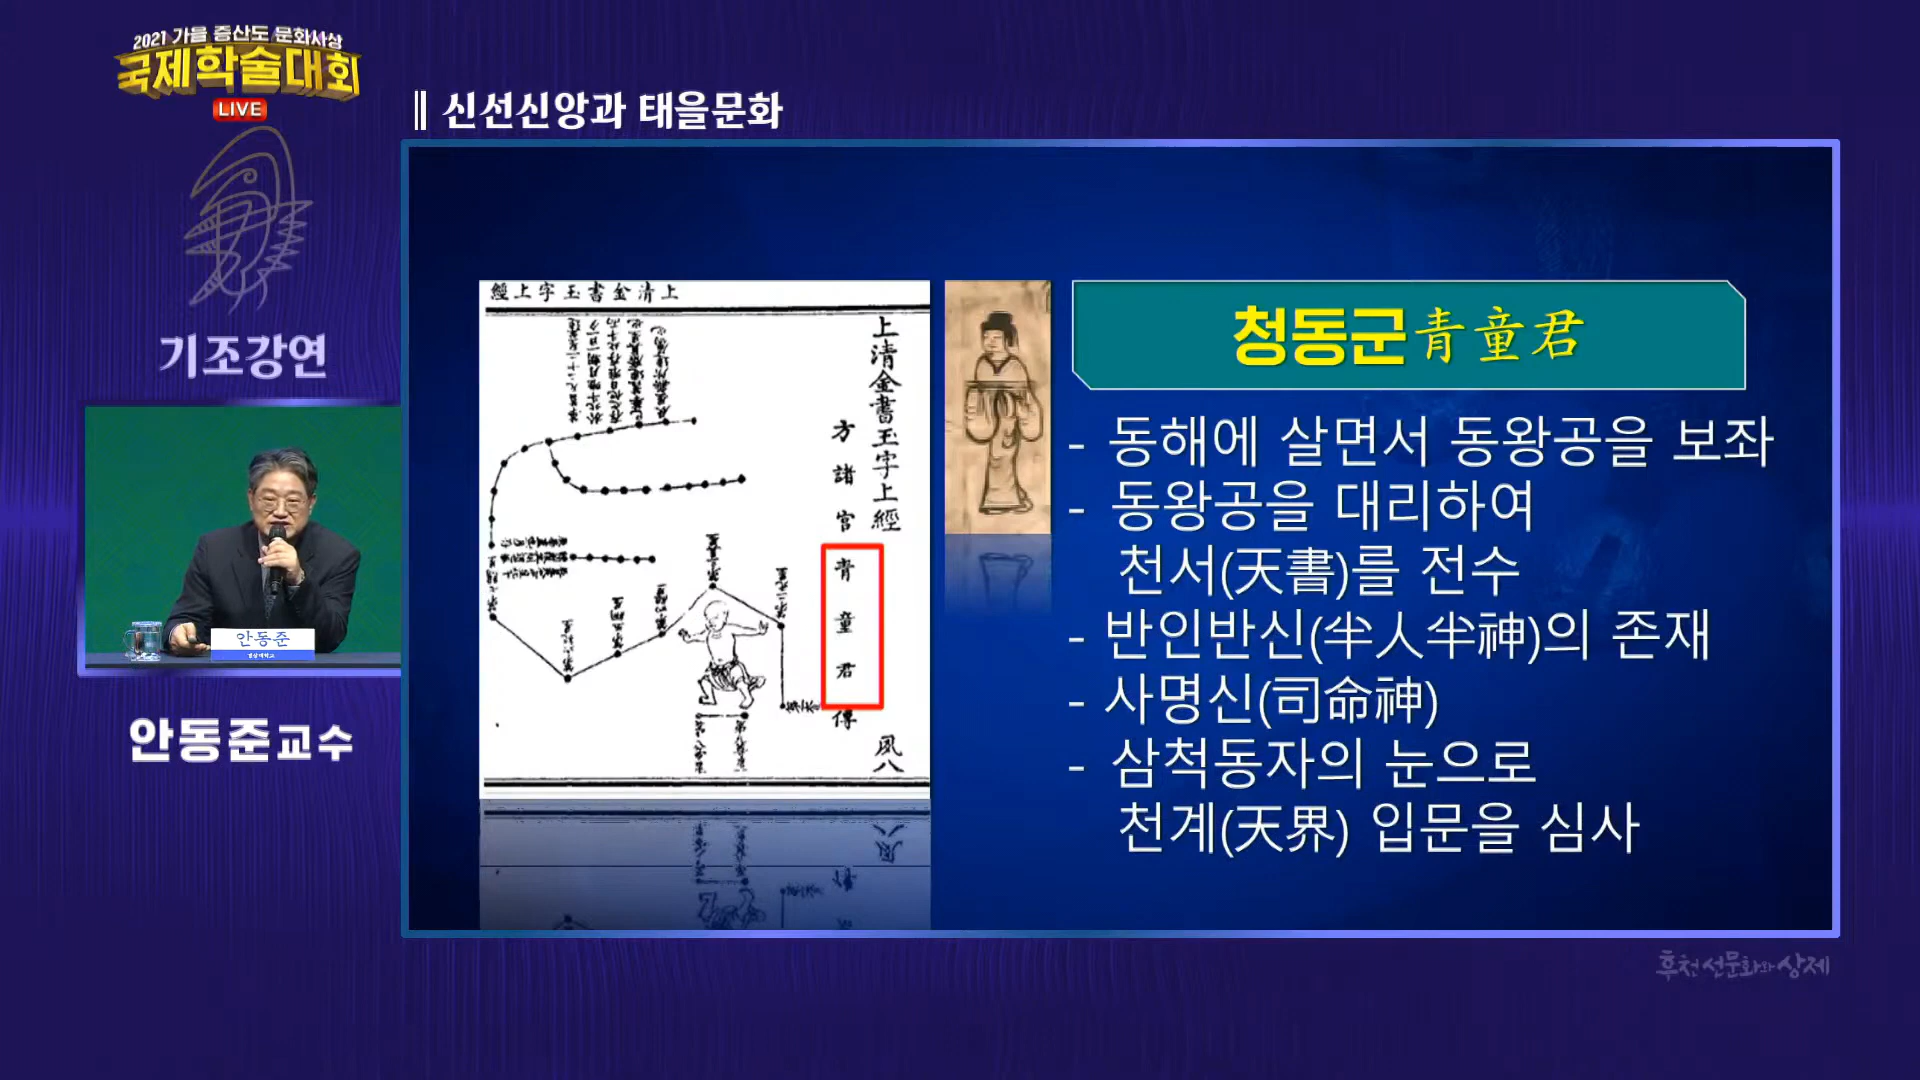 2021 가을 증산도 문화사상
국제학술대회
LIVE
기조강연
안동준
안동준교수
신선신앙과 태을문화
經上字玉書金清上
上清金書玉字上經
方諸宮青童君傳
夙八
청동군青童君
- 동해에 살면서 동왕공을 보좌
- 동왕공을 대리하여
천서(天書)를 전수
- 반인반신(半人半神)의 존재
- 사명신(司命神)
- 삼척동자의 눈으로
천계(天界) 입문을 심사
후천 선문화와 상제